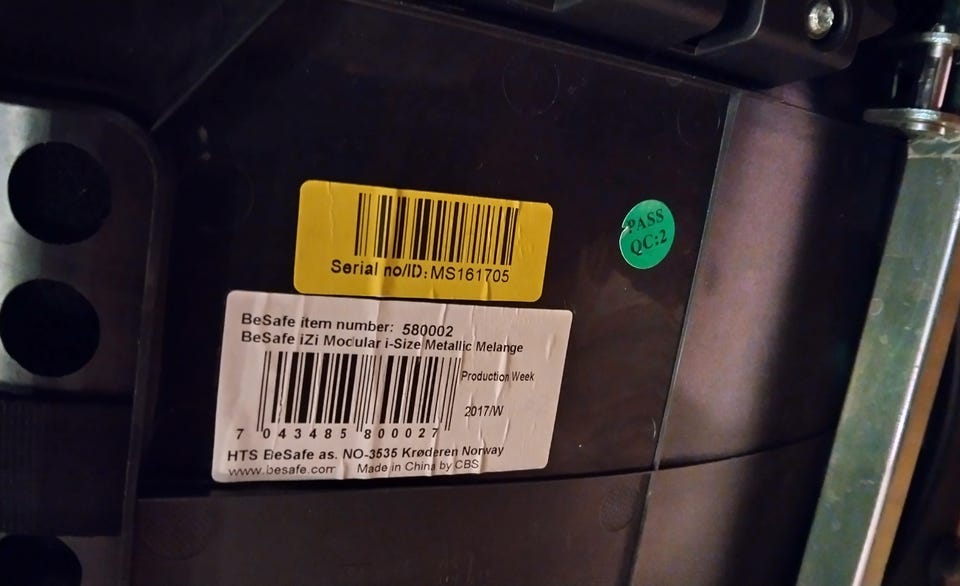 Serial no/ID: MS161705
PASS
QC:2
BeSafe item number: 580002
BeSafe iZi Modular i-Size Metallic Melange
Production Week
2017/W
7 043485 800027
HTS BeSafe as. NO-3535 Krøderen Norway
www.besafe.com Made in China by CBS